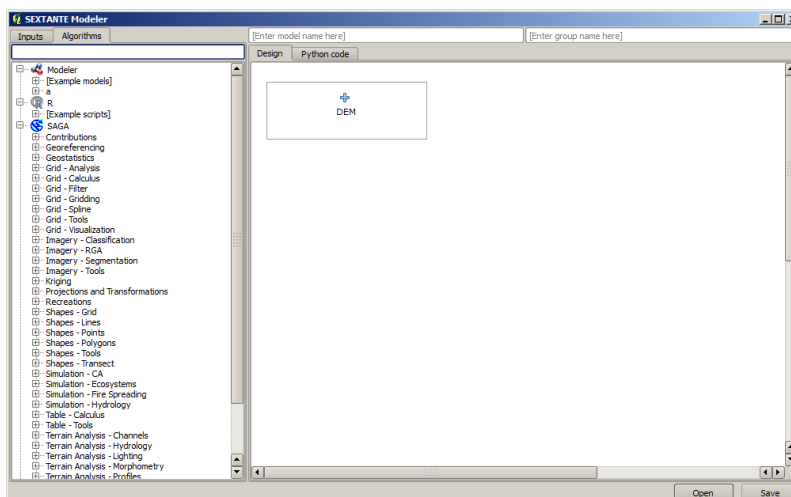 SEXTANTE Modeler
Inputs Algorithms
[Enter model name here] [Enter group name here]
Design Python code
Modeler
[Example models]
a
R
[Example scripts]
SAGA
Contributions
Georeferencing
Geostatistics
Grid - Analysis
Grid - Calculus
Grid - Filter
Grid - Gridding
Grid - Spline
Grid - Tools
Grid - Visualization
Imagery - Classification
Imagery - RGA
Imagery - Segmentation
Imagery - Tools
Kriging
Projections and Transformations
Recreations
Shapes - Grid
Shapes - Lines
Shapes - Points
Shapes - Polygons
Shapes - Tools
Shapes - Transect
Simulation - CA
Simulation - Ecosystems
Simulation - Fire Spreading
Simulation - Hydrology
Table - Calculus
Table - Tools
Terrain Analysis - Channels
Terrain Analysis - Hydrology
Terrain Analysis - Lighting
Terrain Analysis - Morphometry
Terrain Analysis - Profiles
DEM
Open Save